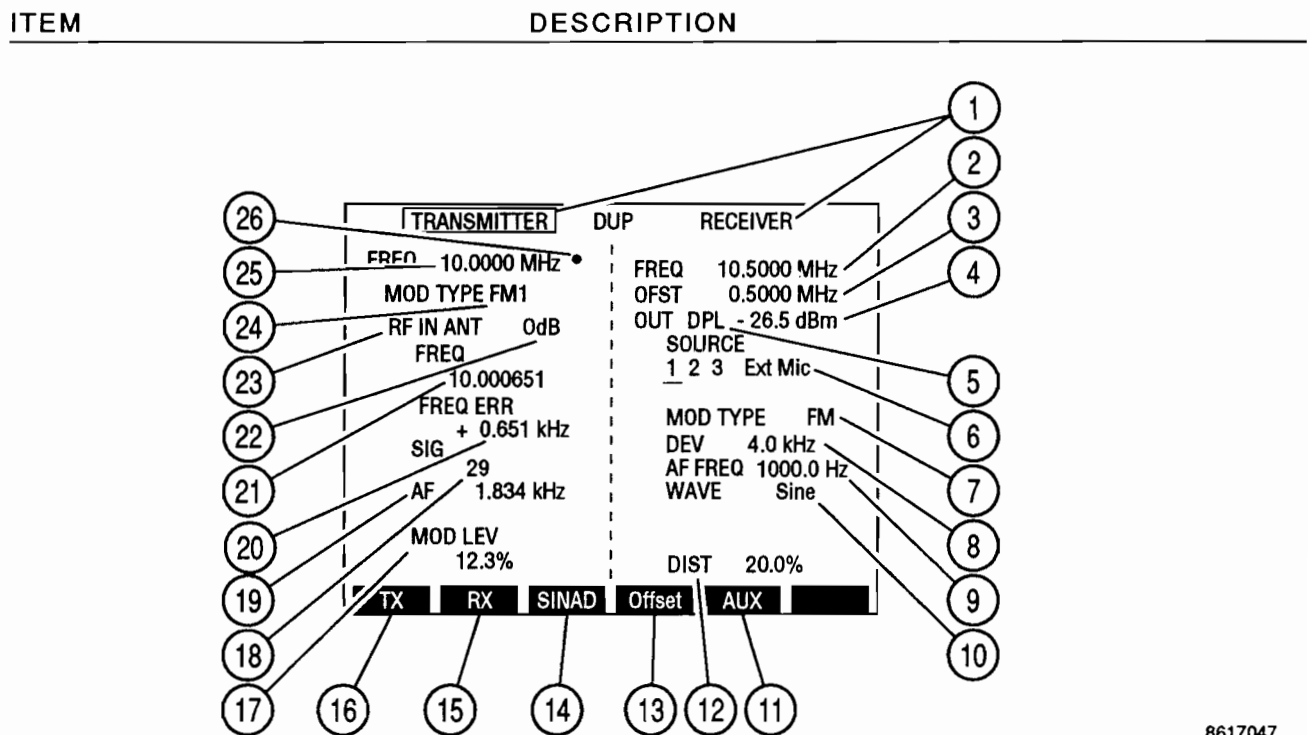 ITEM DESCRIPTION
1
2
3
4
5
6
7
8
9
10
11
12
13
14
15
16
17
18
19
20
21
22
23
24
25
26
TRANSMITTER DUP RECEIVER
FREQ 10.0000 MHz •
MOD TYPE FM1
RF IN ANT 0dB
FREQ
10.000651
FREQ ERR
+ 0.651 kHz
SIG
29
AF 1.834 kHz
MOD LEV
12.3%
FREQ 10.5000 MHz
OFST 0.5000 MHz
OUT DPL - 26.5 dBm
SOURCE
1 2 3 Ext Mic
MOD TYPE FM
DEV 4.0 kHz
AF FREQ 1000.0 Hz
WAVE Sine
DIST 20.0%
TX RX SINAD Offset AUX
8617047